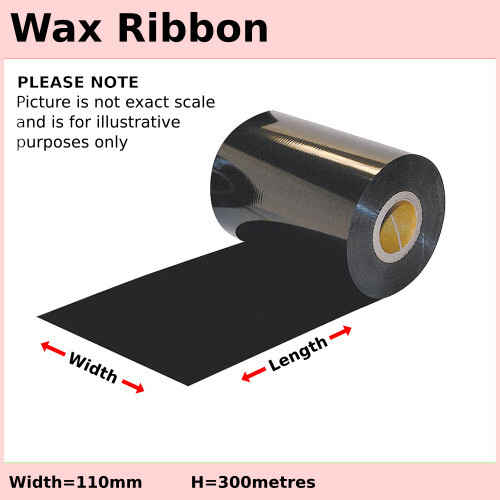 Wax Ribbon
PLEASE NOTE
Picture is not exact scale
and is for illustrative
purposes only
Width
Length
Width=110mm H=300metres